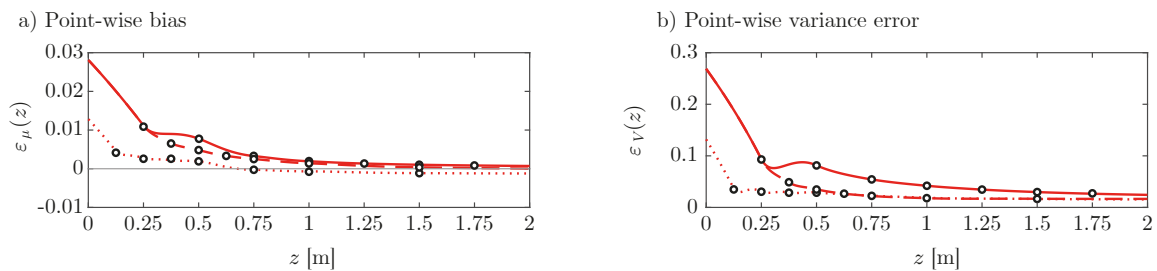 a) Point-wise bias
0.03
0.02
0.01
0
-0.01
ε_μ(z)
0 0.25 0.5 0.75 1 1.25 1.5 1.75 2
z [m]
b) Point-wise variance error
0.3
0.2
0.1
0
ε_V(z)
0 0.25 0.5 0.75 1 1.25 1.5 1.75 2
z [m]